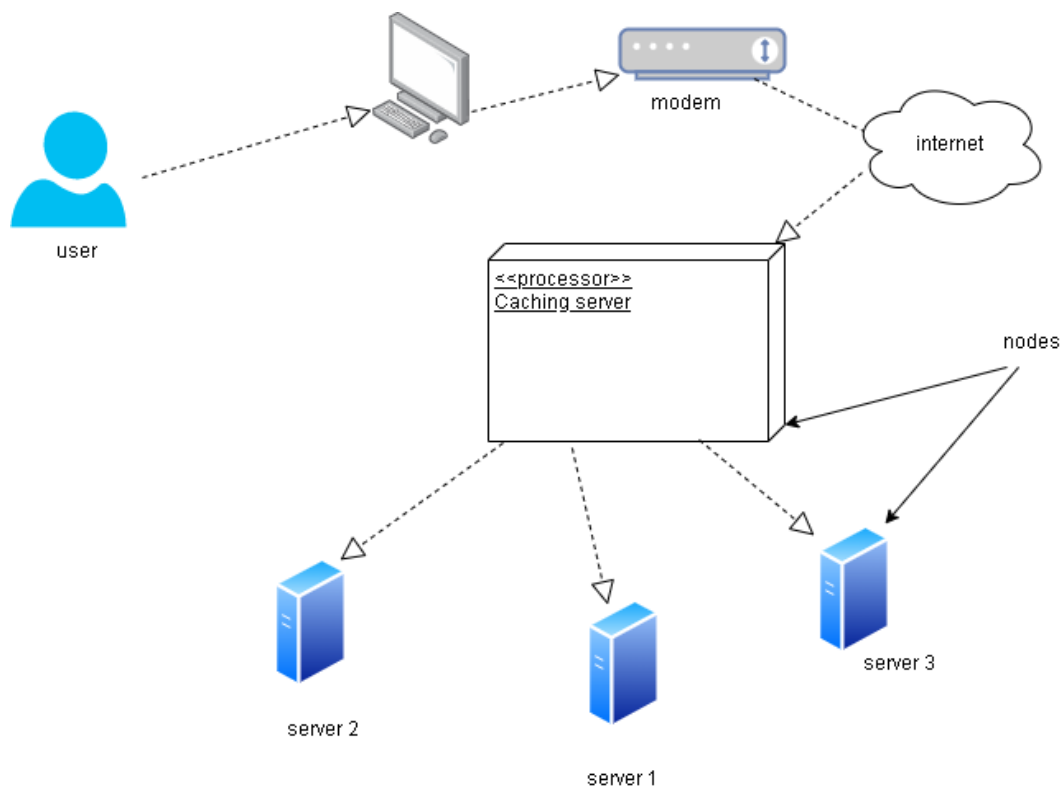 modem
internet
user
<<processor>>
Caching server
nodes
server 3
server 2
server 1